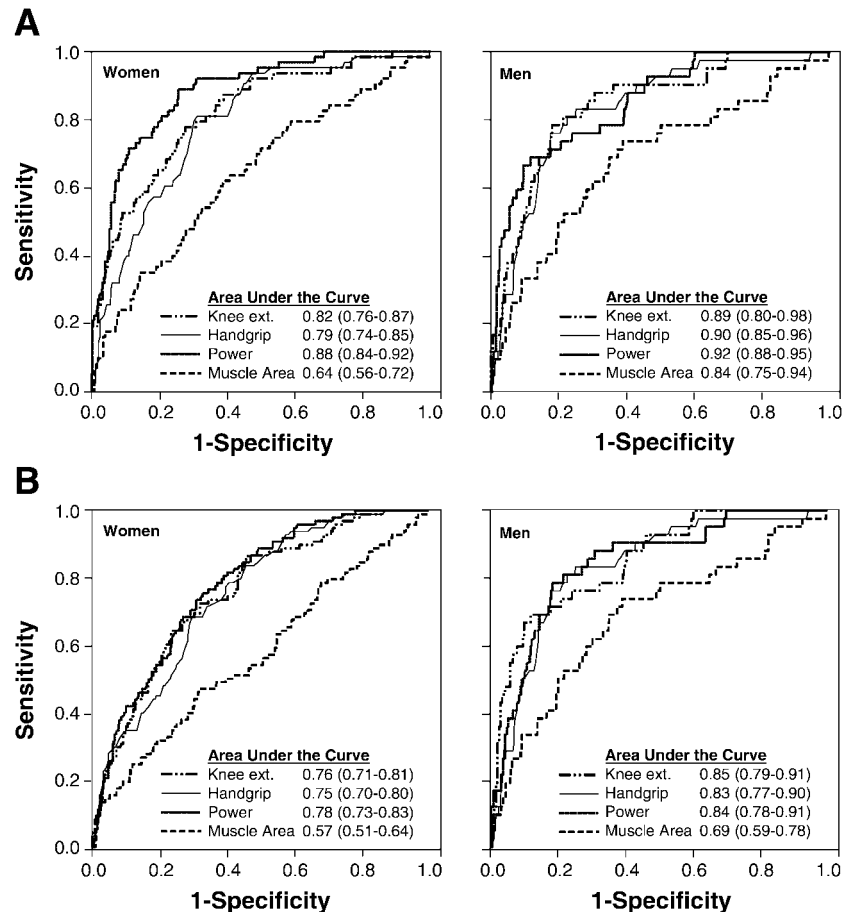 A
Women
Sensitivity
1.0
0.8
0.6
0.4
0.2
0.0
Area Under the Curve
Knee ext. 0.82 (0.76-0.87)
Handgrip 0.79 (0.74-0.85)
Power 0.88 (0.84-0.92)
Muscle Area 0.64 (0.56-0.72)
0.0 0.2 0.4 0.6 0.8 1.0
1-Specificity
Men
Area Under the Curve
Knee ext. 0.89 (0.80-0.98)
Handgrip 0.90 (0.85-0.96)
Power 0.92 (0.88-0.95)
Muscle Area 0.84 (0.75-0.94)
0.0 0.2 0.4 0.6 0.8 1.0
1-Specificity
B
Women
Sensitivity
1.0
0.8
0.6
0.4
0.2
0.0
Area Under the Curve
Knee ext. 0.76 (0.71-0.81)
Handgrip 0.75 (0.70-0.80)
Power 0.78 (0.73-0.83)
Muscle Area 0.57 (0.51-0.64)
0.0 0.2 0.4 0.6 0.8 1.0
1-Specificity
Men
Area Under the Curve
Knee ext. 0.85 (0.79-0.91)
Handgrip 0.83 (0.77-0.90)
Power 0.84 (0.78-0.91)
Muscle Area 0.69 (0.59-0.78)
0.0 0.2 0.4 0.6 0.8 1.0
1-Specificity